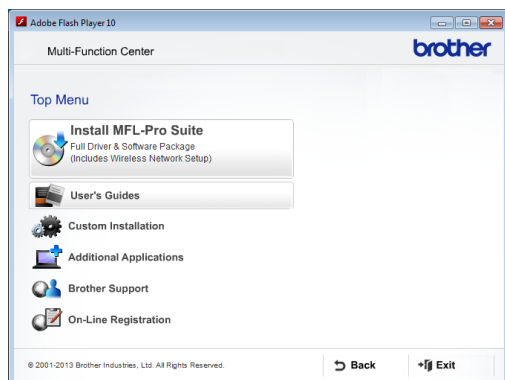 Adobe Flash Player 10
Multi-Function Center
brother
Top Menu
Install MFL-Pro Suite
Full Driver & Software Package
(Includes Wireless Network Setup)
User's Guides
Custom Installation
Additional Applications
Brother Support
On-Line Registration
© 2001-2013 Brother Industries, Ltd. All Rights Reserved.
Back
Exit